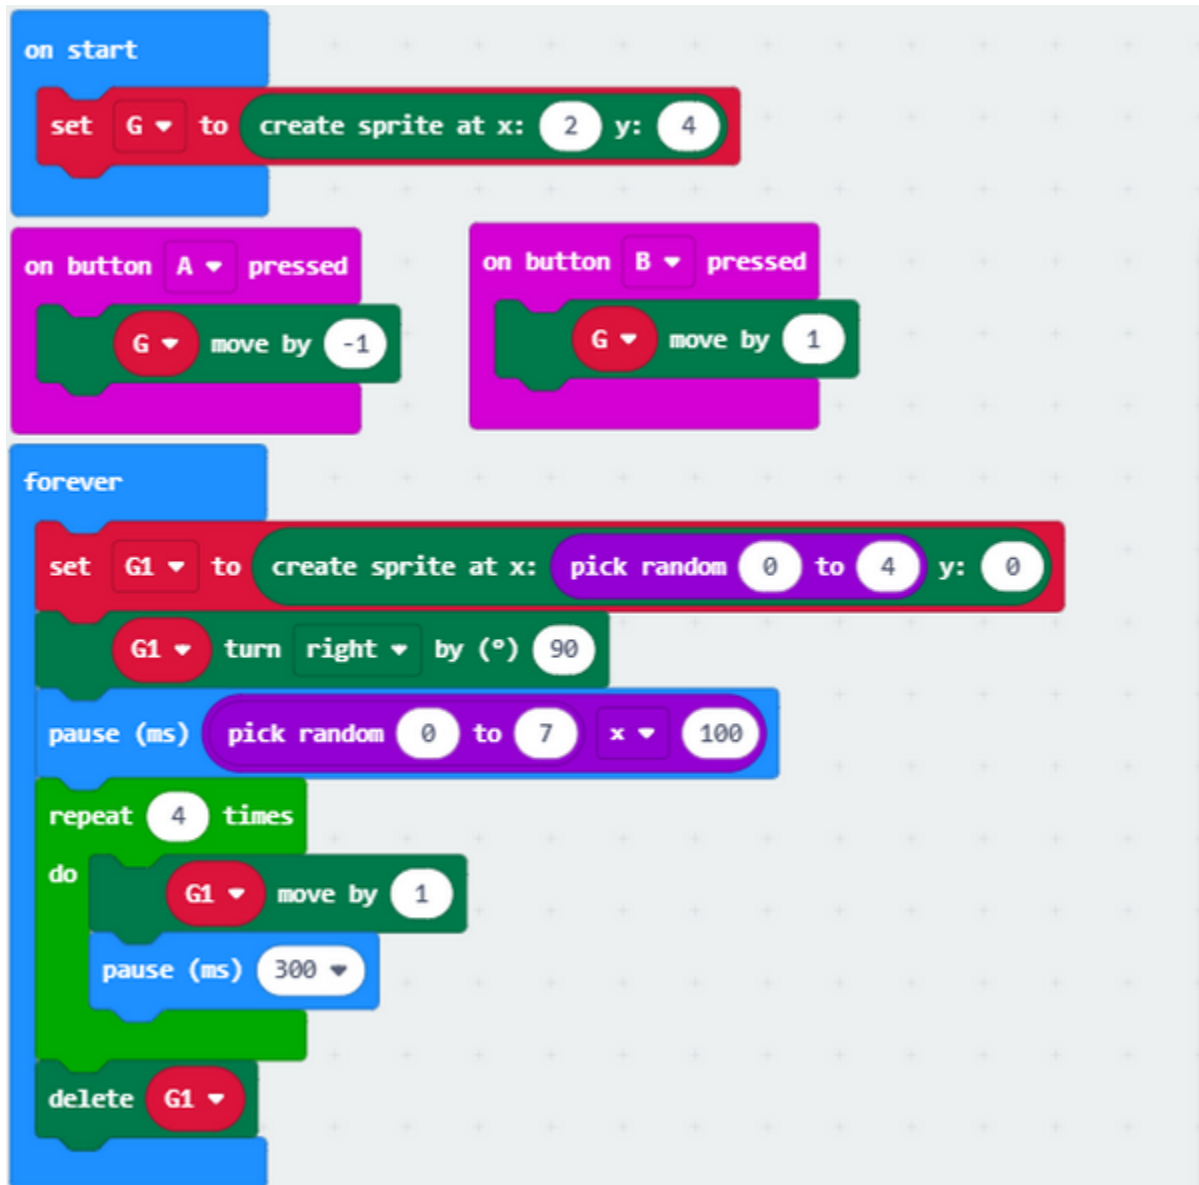 on start
set G to create sprite at x: 2 y: 4
on button A pressed
G move by -1
on button B pressed
G move by 1
forever
set G1 to create sprite at x: pick random 0 to 4 y: 0
G1 turn right by (°) 90
pause (ms) pick random 0 to 7 x 100
repeat 4 times
do
G1 move by 1
pause (ms) 300
delete G1